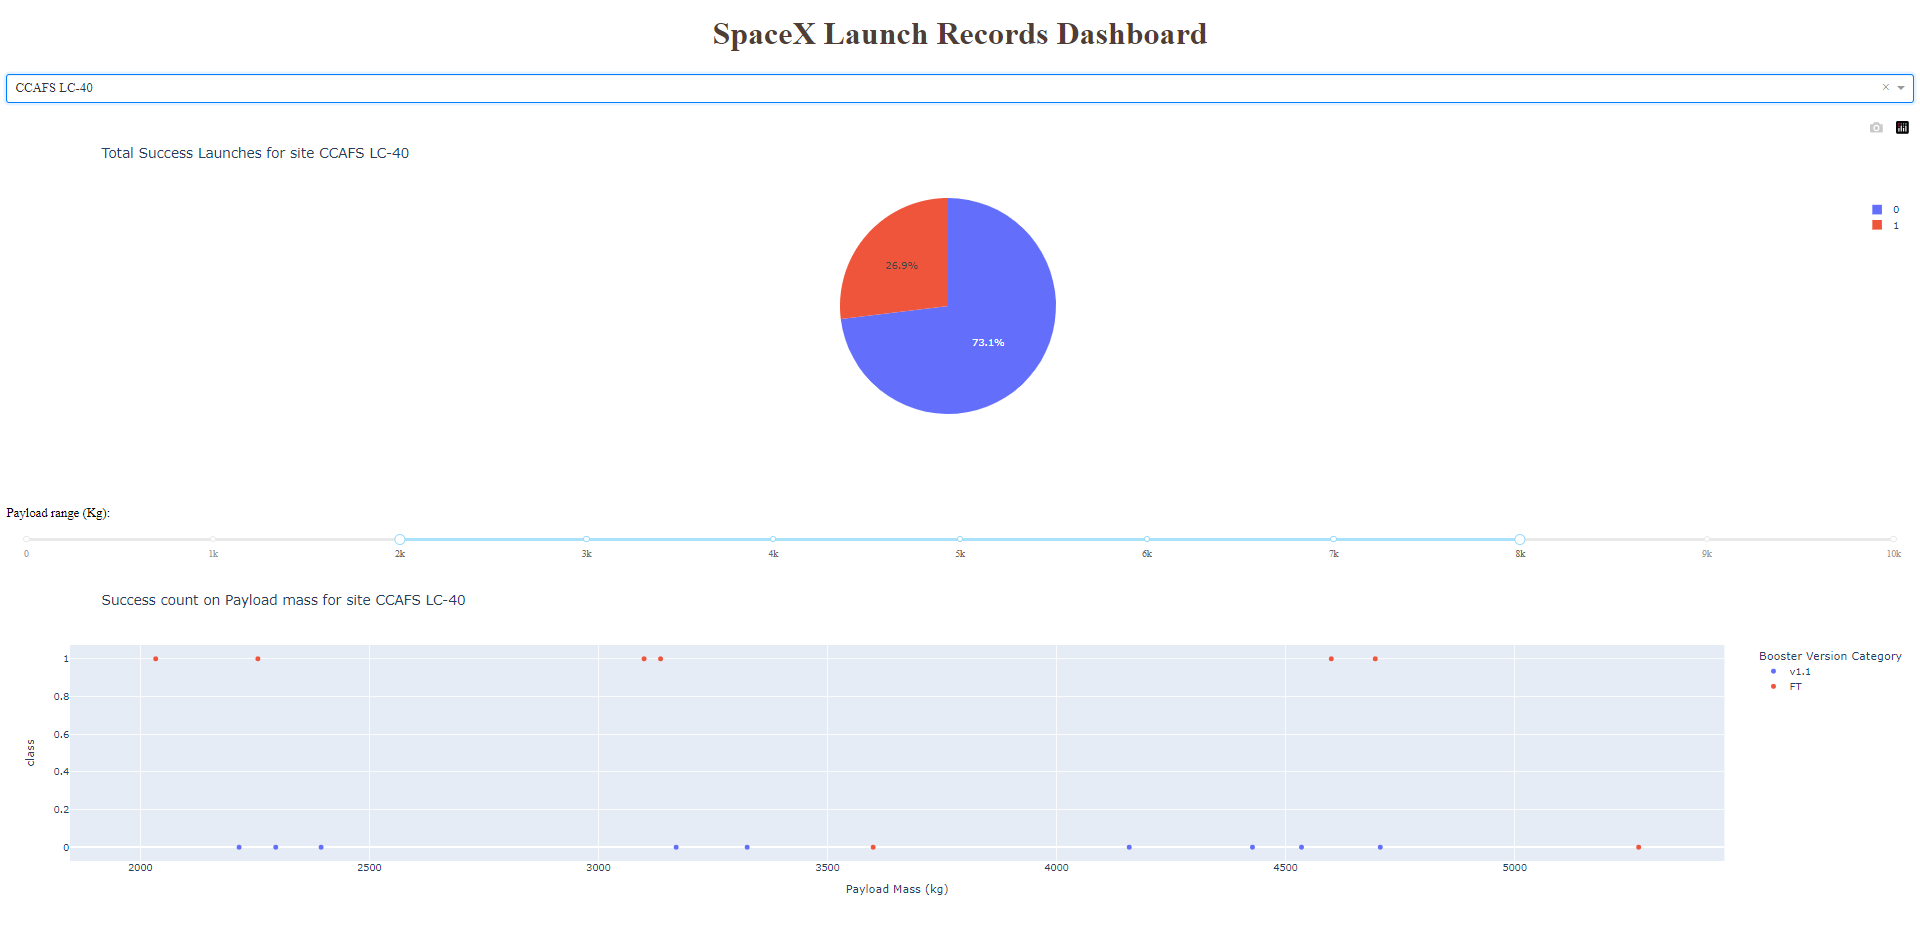 SpaceX Launch Records Dashboard
CCAFS LC-40
Total Success Launches for site CCAFS LC-40
0
1
26.9%
73.1%
Payload range (Kg):
0 1k 2k 3k 4k 5k 6k 7k 8k 9k 10k
Success count on Payload mass for site CCAFS LC-40
Booster Version Category
v1.1
FT
1
0.8
0.6
0.4
0.2
0
class
2000 2500 3000 3500 4000 4500 5000
Payload Mass (kg)